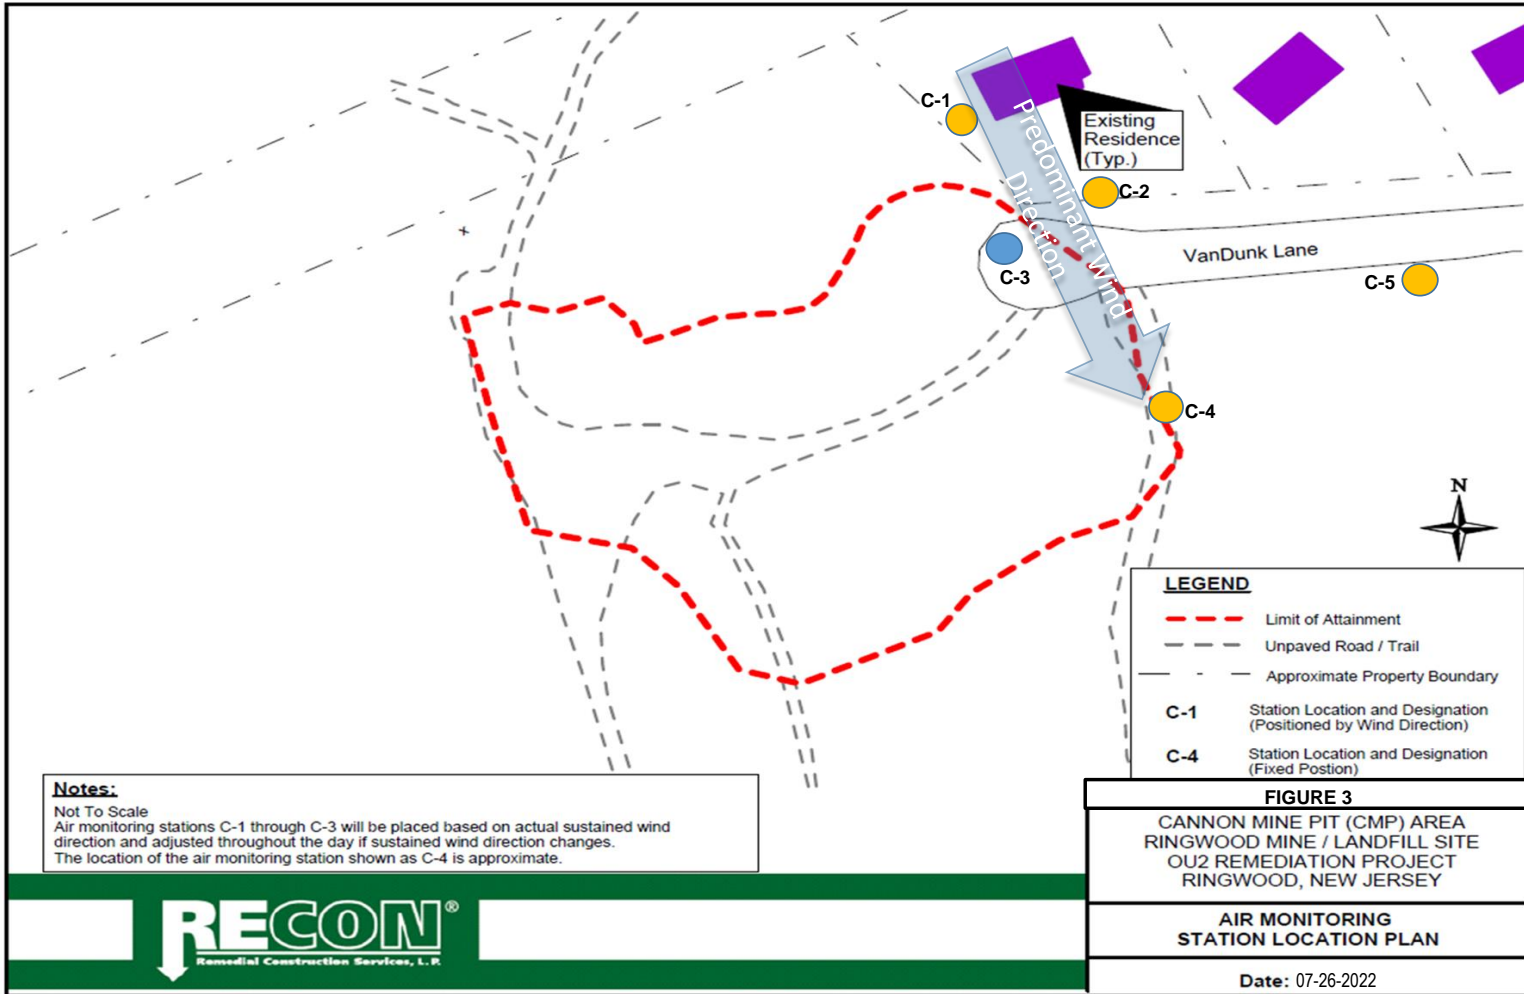 C-1
Existing
Residence
(Typ.)
Predominant Wind
Direction
C-2
VanDunk Lane
C-3
C-5
C-4
N
LEGEND
Limit of Attainment
Unpaved Road / Trail
Approximate Property Boundary
C-1 Station Location and Designation
(Positioned by Wind Direction)
C-4 Station Location and Designation
(Fixed Postion)
Notes:
Not To Scale
Air monitoring stations C-1 through C-3 will be placed based on actual sustained wind
direction and adjusted throughout the day if sustained wind direction changes.
The location of the air monitoring station shown as C-4 is approximate.
FIGURE 3
CANNON MINE PIT (CMP) AREA
RINGWOOD MINE / LANDFILL SITE
OU2 REMEDIATION PROJECT
RINGWOOD, NEW JERSEY
AIR MONITORING
STATION LOCATION PLAN
Date: 07-26-2022
RECON®
Remedial Construction Services, L.P.